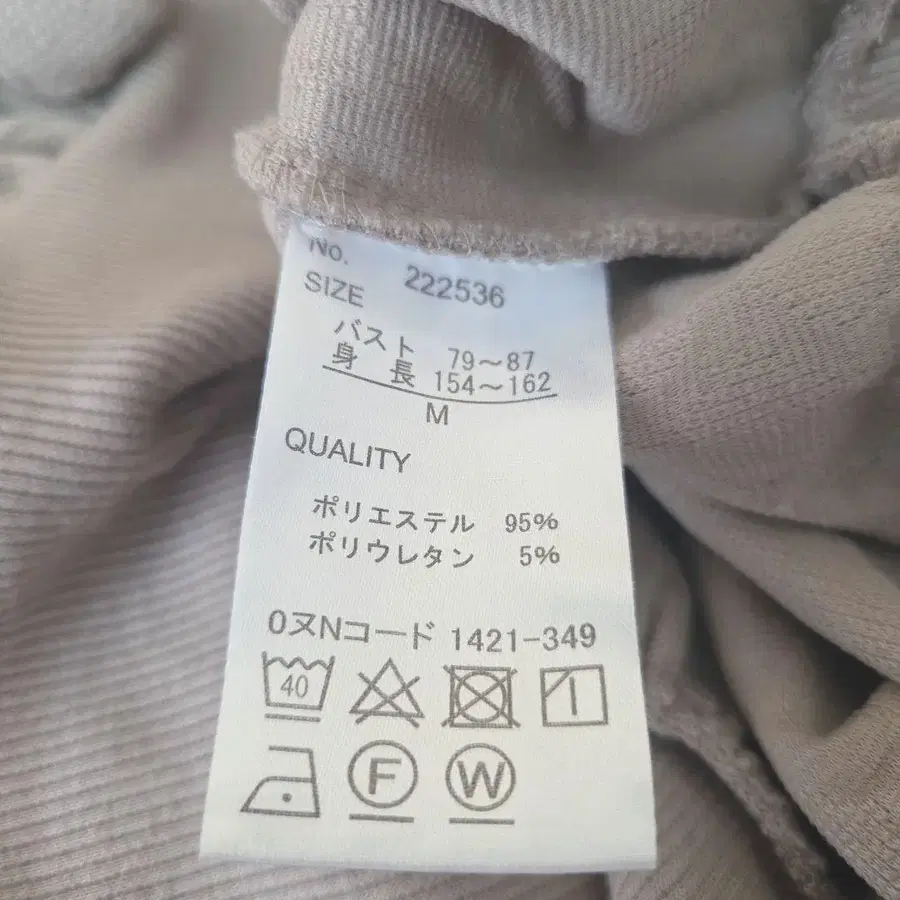 No. 222536
SIZE
バスト 79～87
身 長 154～162
M
QUALITY
ポリエステル 95%
ポリウレタン 5%
0ヌNコード 1421-349
40
F W